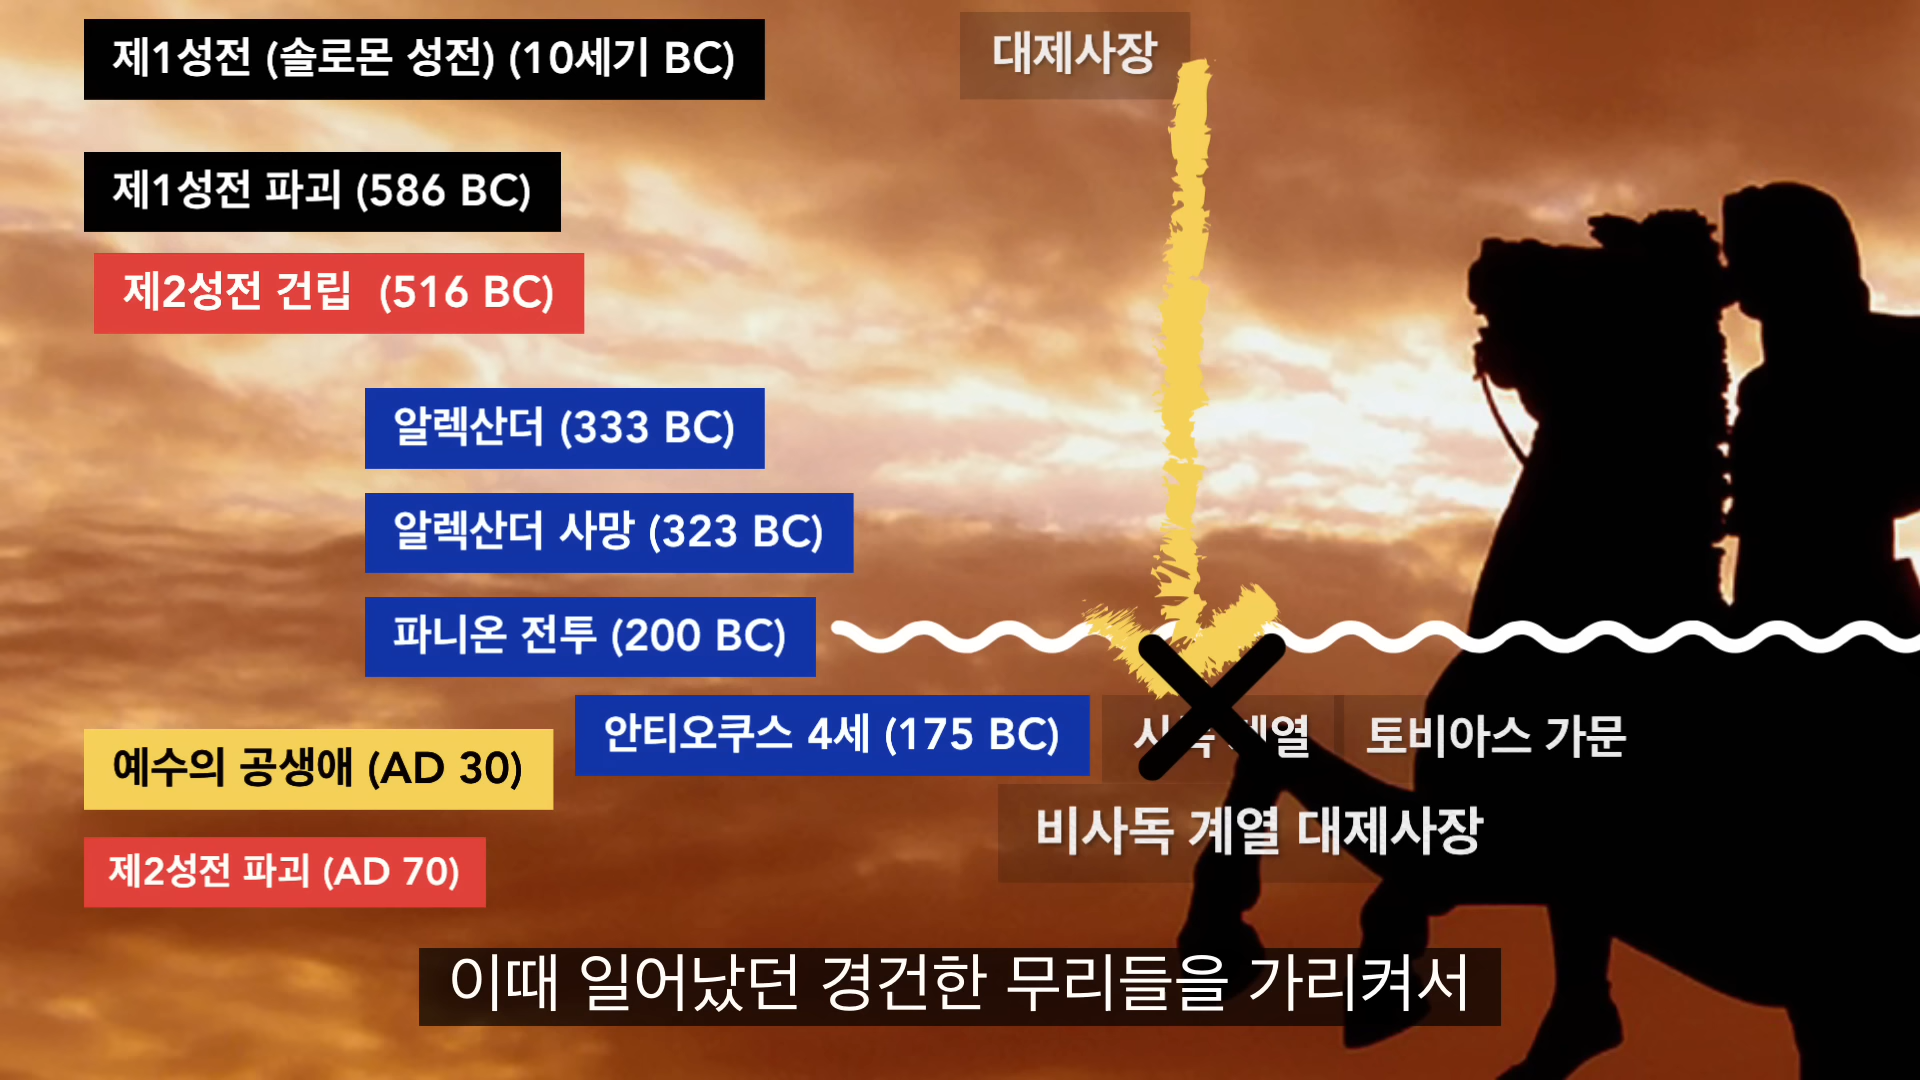 제1성전 (솔로몬 성전) (10세기 BC)
대제사장
제1성전 파괴 (586 BC)
제2성전 건립 (516 BC)
알렉산더 (333 BC)
알렉산더 사망 (323 BC)
파니온 전투 (200 BC)
안티오쿠스 4세 (175 BC)
토비아스 가문
예수의 공생애 (AD 30)
비사독 계열 대제사장
제2성전 파괴 (AD 70)
이때 일어났던 경건한 무리들을 가리켜서